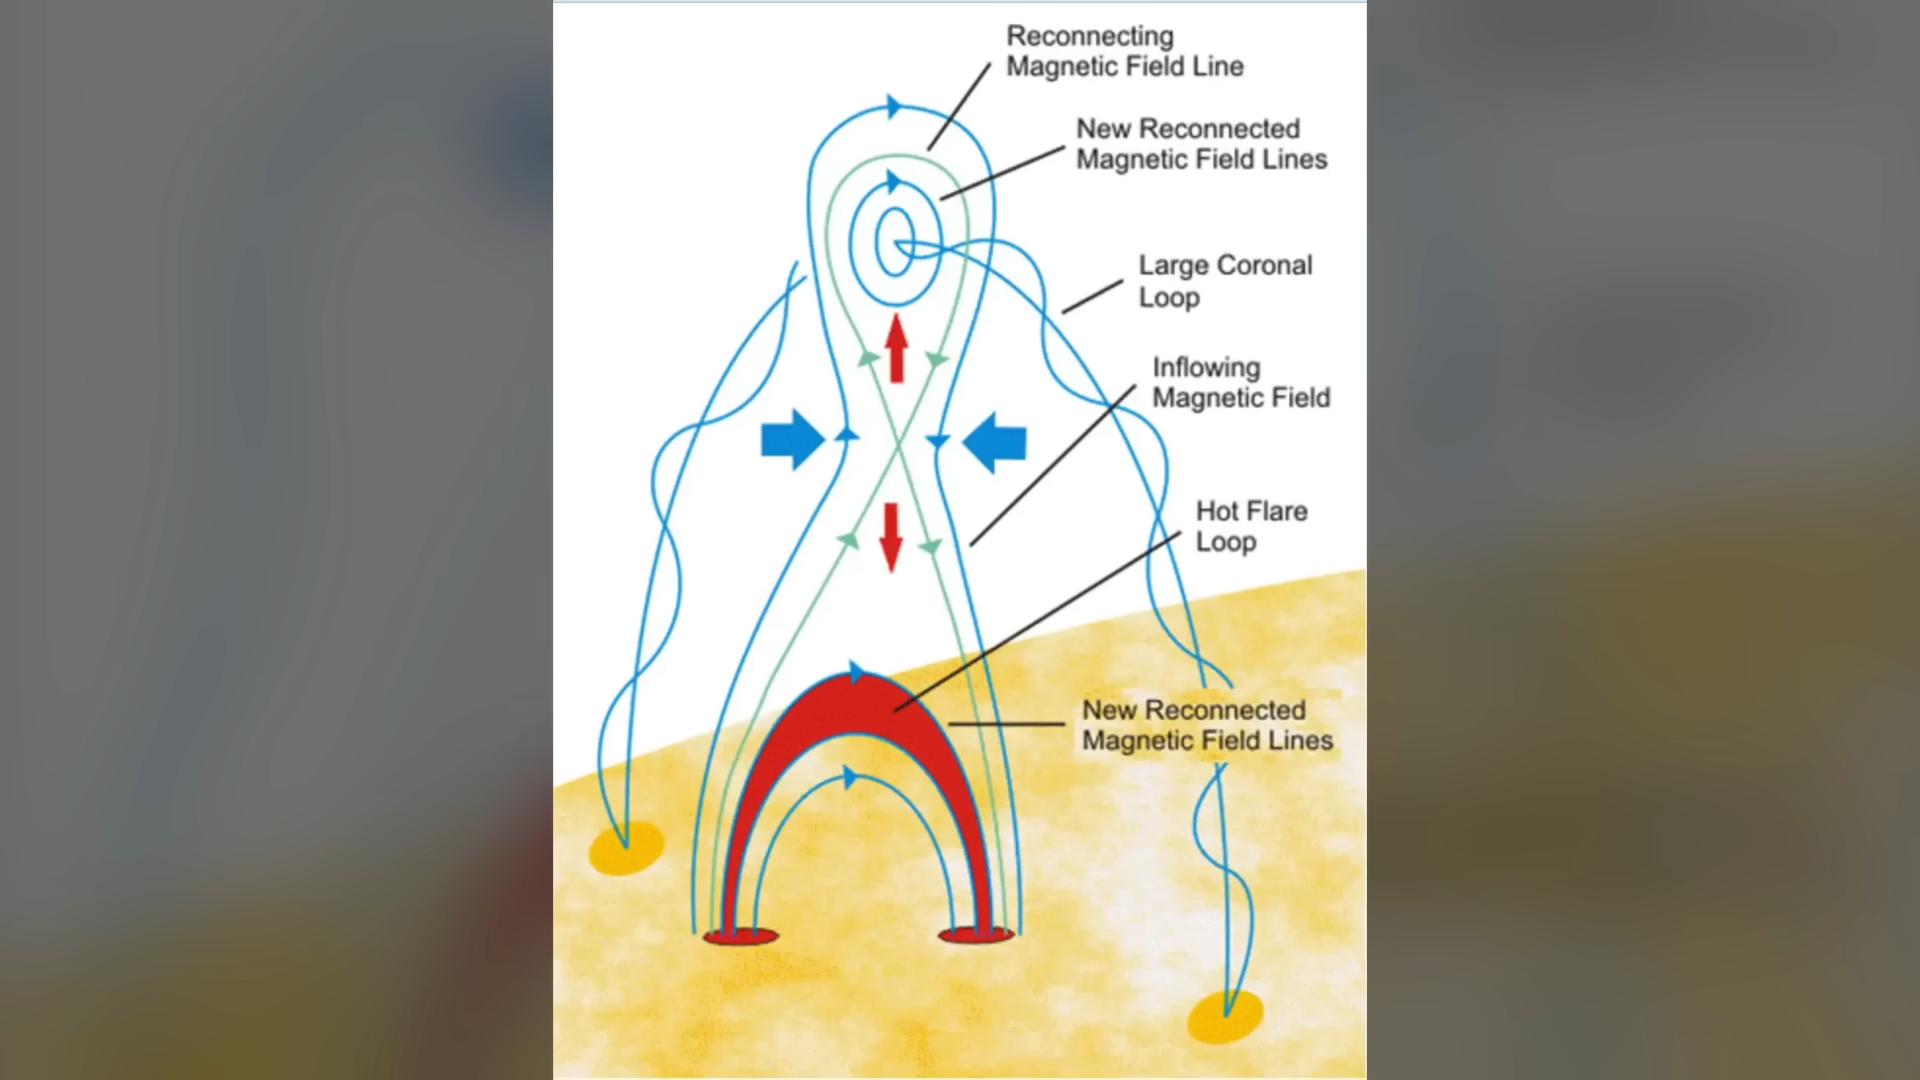 Reconnecting
Magnetic Field Line
New Reconnected
Magnetic Field Lines
Large Coronal
Loop
Inflowing
Magnetic Field
Hot Flare
Loop
New Reconnected
Magnetic Field Lines